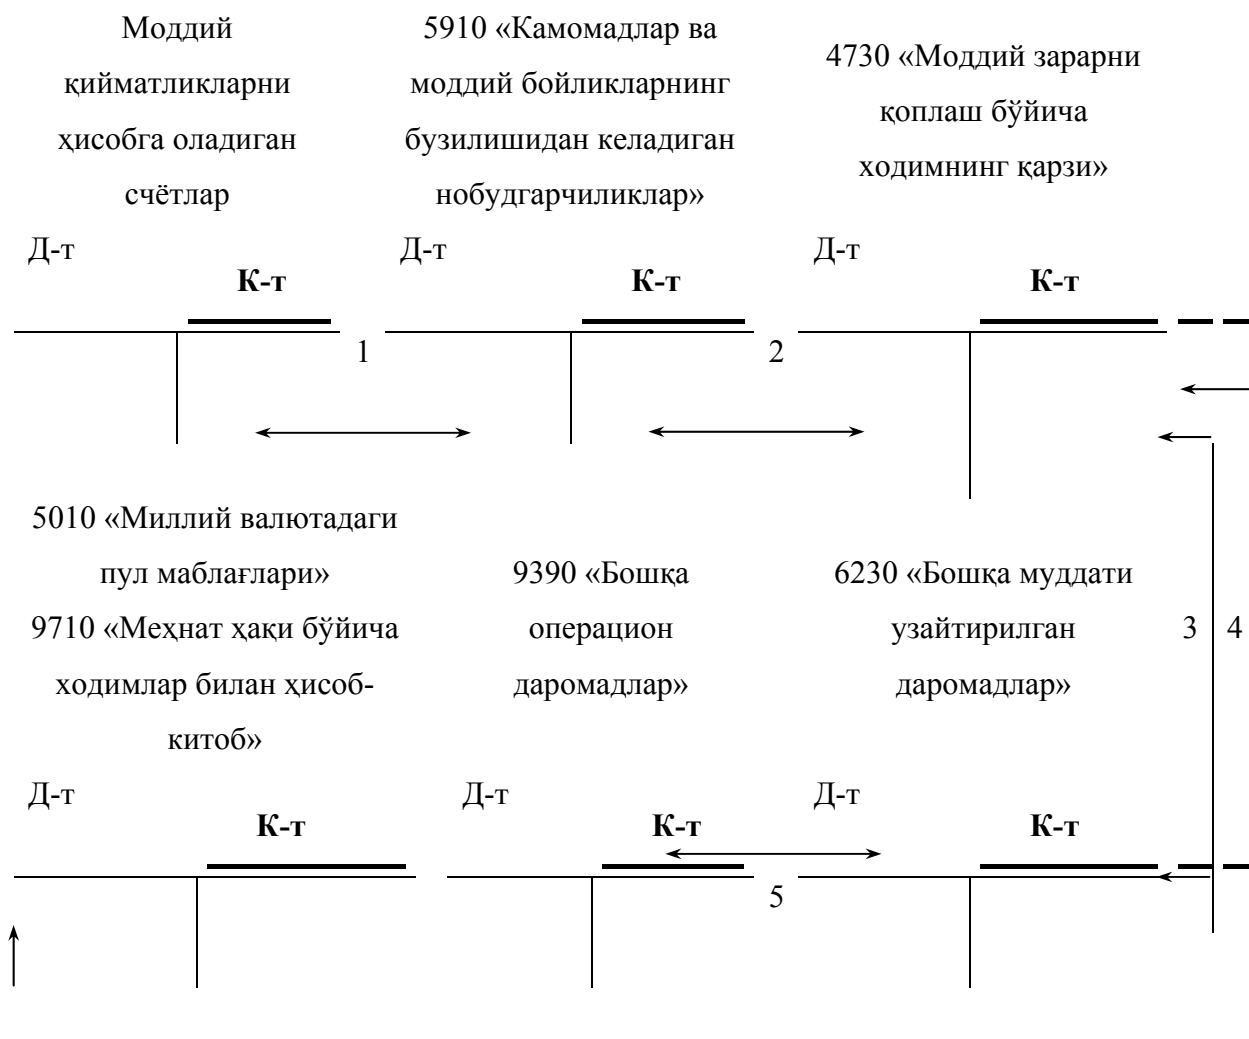 Моддий
қийматликларни
ҳисобга оладиган
счётлар
5910 «Камомадлар ва
моддий бойликларнинг
бузилишидан келадиган
нобудгарчиликлар»
4730 «Моддий зарарни
қоплаш бўйича
ходимнинг қарзи»
Д-т
К-т
Д-т
К-т
Д-т
К-т
1
2
5010 «Миллий валютадаги
пул маблағлари»
9710 «Меҳнат ҳақи бўйича
ходимлар билан ҳисоб-
китоб»
9390 «Бошқа
операцион
даромадлар»
6230 «Бошқа муддати
узайтирилган
даромадлар»
3
4
Д-т
К-т
Д-т
К-т
Д-т
К-т
5